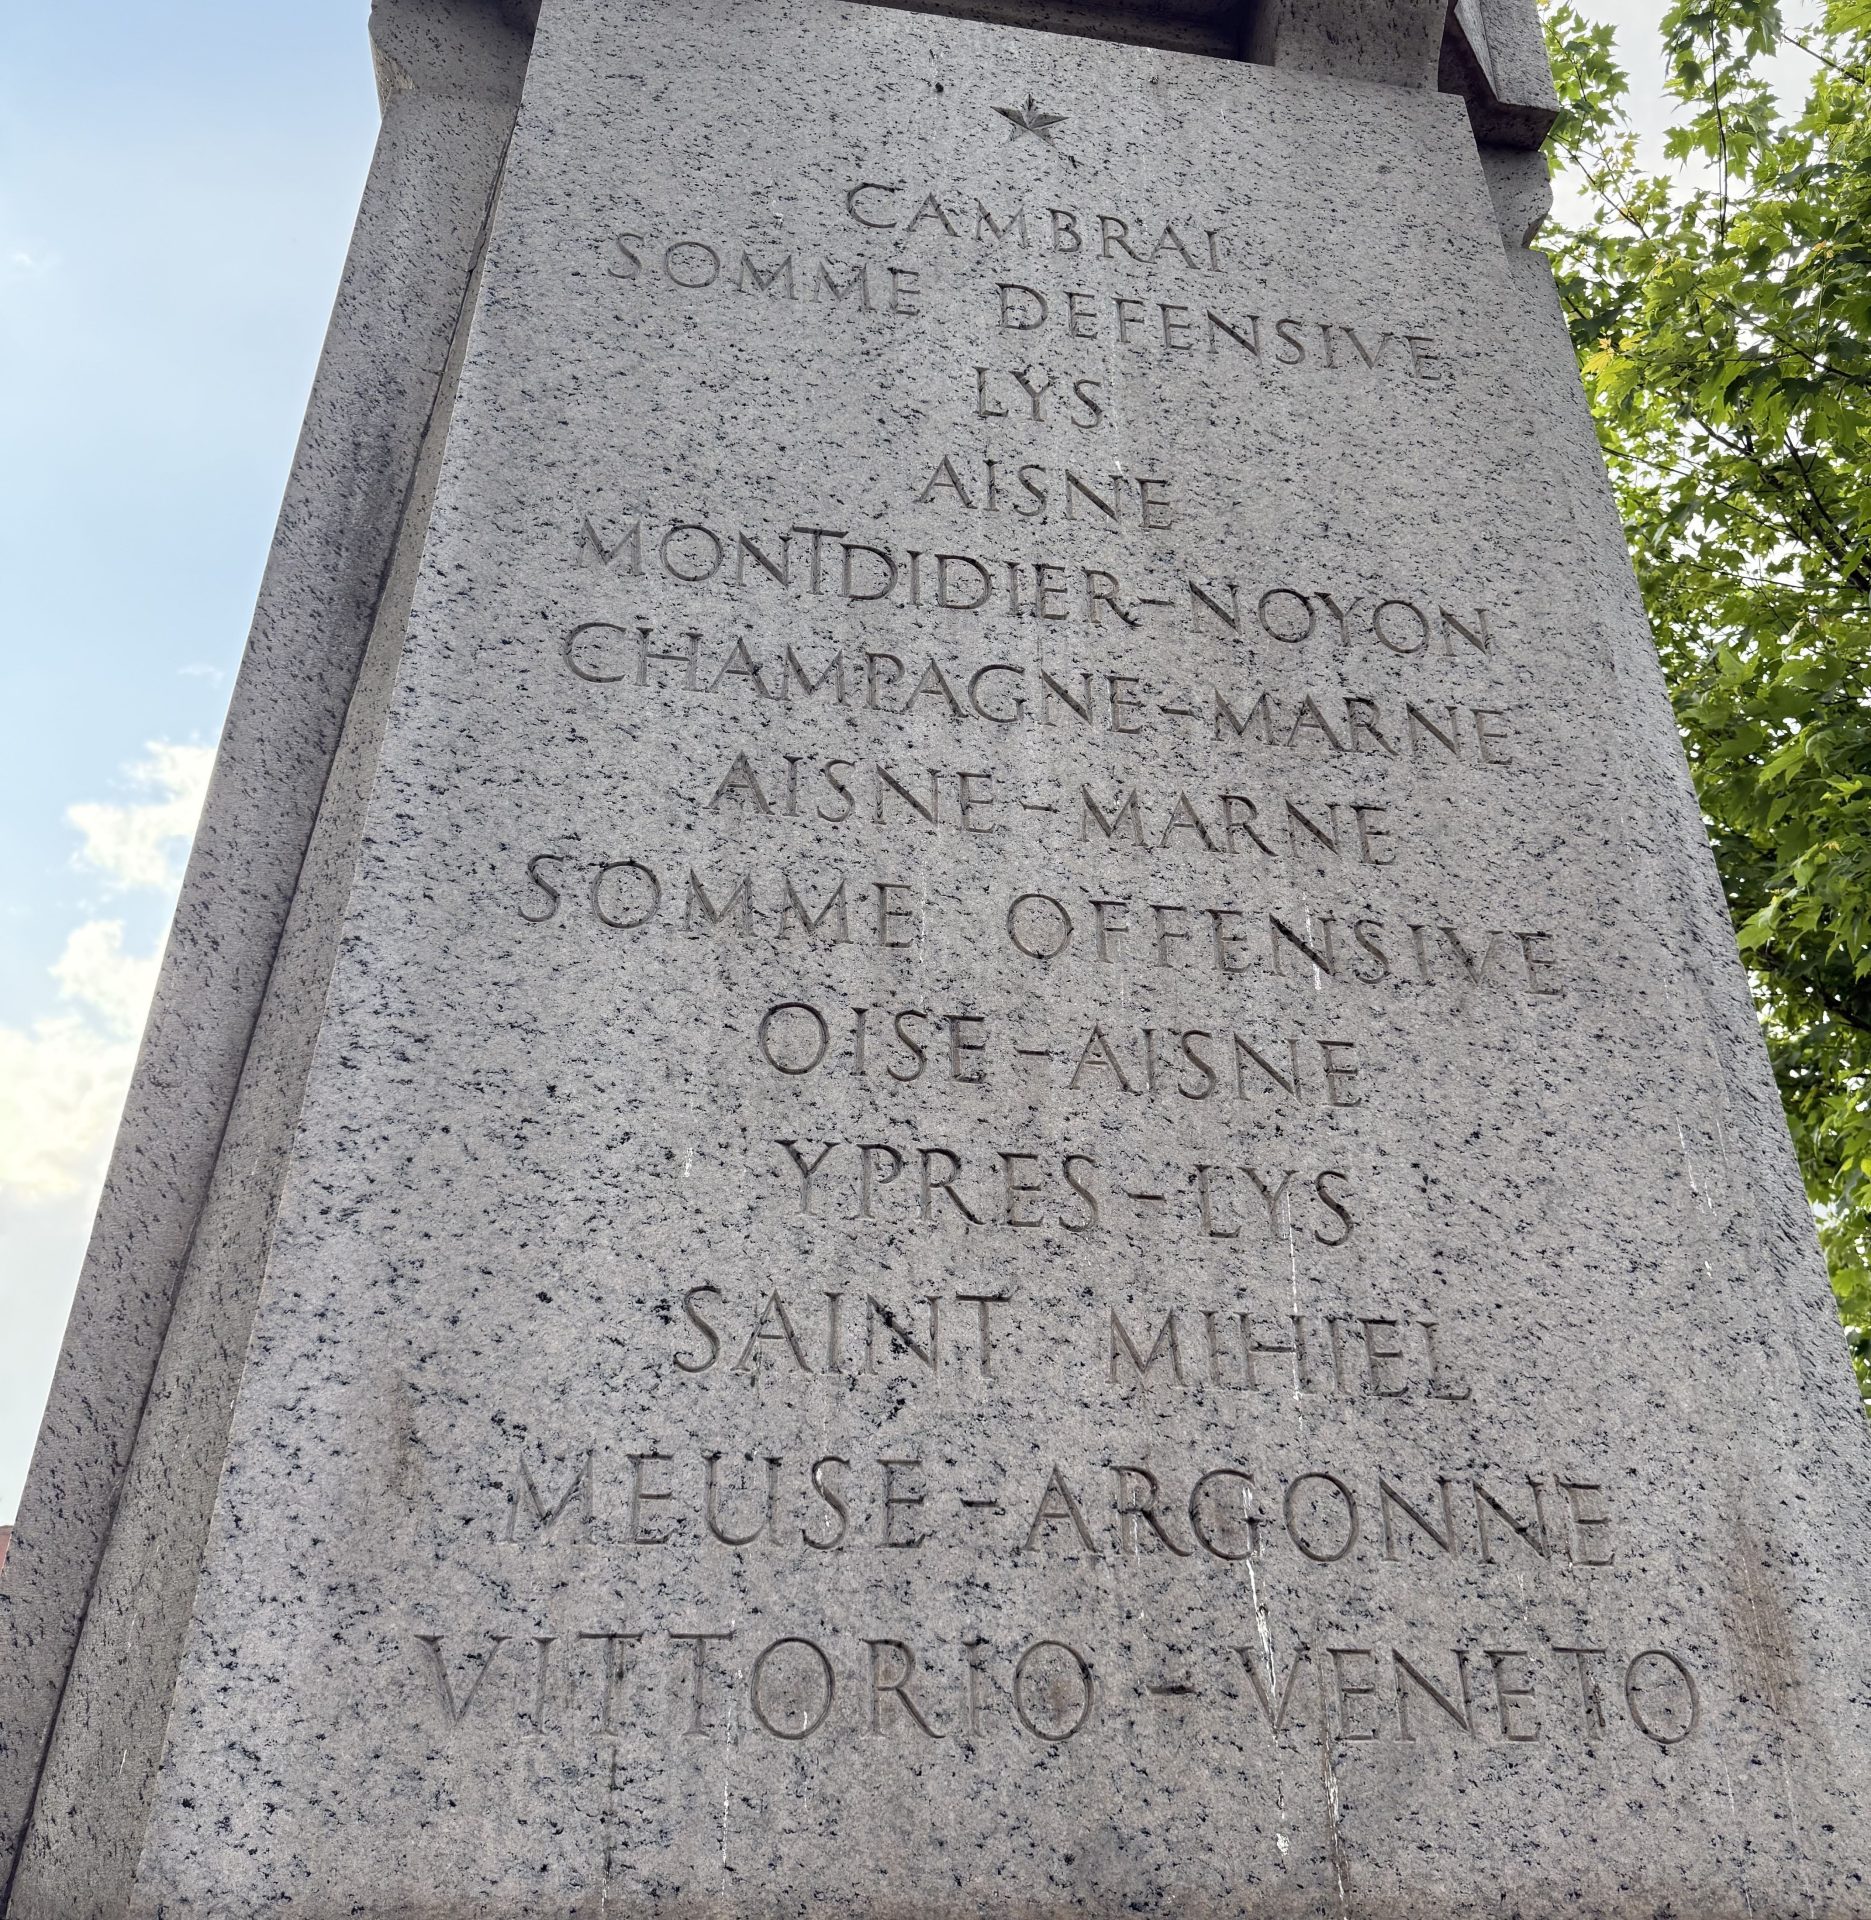 CAMBRAI
SOMME DEFENSIVE
LYS
AISNE
MONTDIDIER-NOYON
CHAMPAGNE-MARNE
AISNE-MARNE
SOMME OFFENSIVE
OISE-AISNE
YPRES-LYS
SAINT MIHIEL
MEUSE-ARGONNE
VITTORIO-VENETO